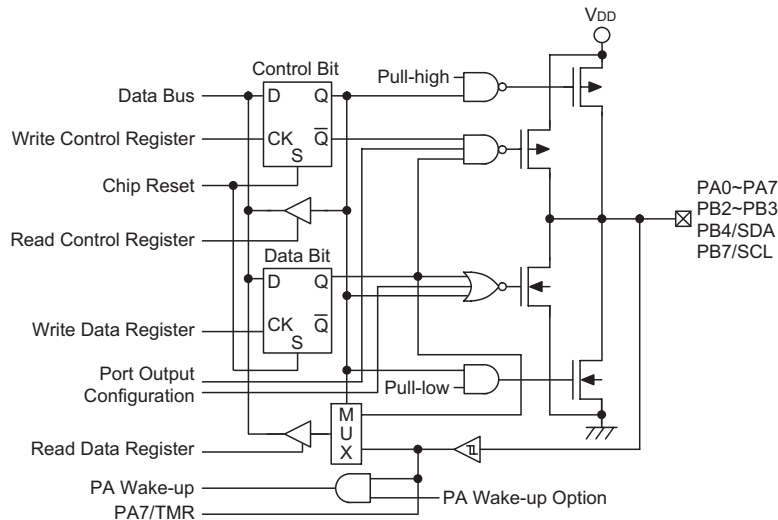 VDD
Control Bit
Pull-high
Data Bus
D
Q
Write Control Register
CK
Q
S
Chip Reset
PA0~PA7
PB2~PB3
PB4/SDA
PB7/SCL
Read Control Register
Data Bit
D
Q
Write Data Register
CK
Q
S
Port Output
Configuration
Pull-low
M
U
X
Read Data Register
PA Wake-up
PA Wake-up Option
PA7/TMR